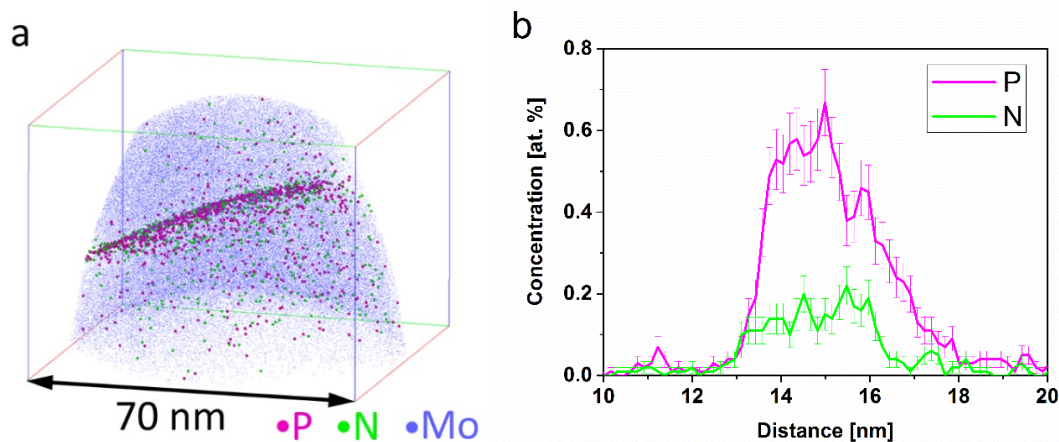 a
70 nm
•P •N •Mo
b
Concentration [at. %]
0.8
0.6
0.4
0.2
0.0
P
N
10 12 14 16 18 20
Distance [nm]